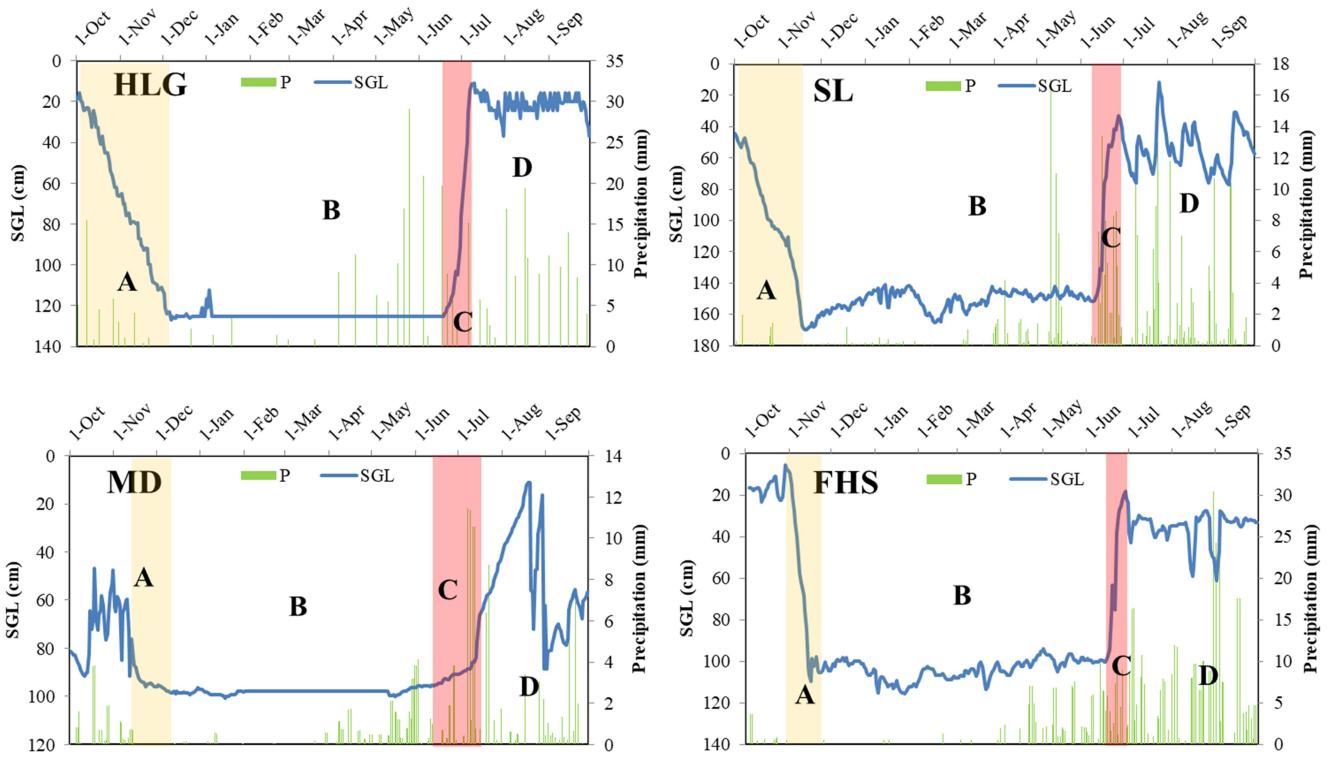 1-Oct 1-Nov 1-Dec 1-Jan 1-Feb 1-Mar 1-Apr 1-May 1-Jun 1-Jul 1-Aug 1-Sep
HLG
P SGL
SGL (cm)
0 20 40 60 80 100 120 140
Precipitation (mm)
35 30 25 20 15 10 5 0
A B C D
1-Oct 1-Nov 1-Dec 1-Jan 1-Feb 1-Mar 1-Apr 1-May 1-Jun 1-Jul 1-Aug 1-Sep
SL
P SGL
SGL (cm)
0 20 40 60 80 100 120 140 160 180
Precipitation (mm)
18 16 14 12 10 8 6 4 2 0
A B C D
1-Oct 1-Nov 1-Dec 1-Jan 1-Feb 1-Mar 1-Apr 1-May 1-Jun 1-Jul 1-Aug 1-Sep
MD
P SGL
SGL (cm)
0 20 40 60 80 100 120
Precipitation (mm)
14 12 10 8 6 4 2 0
A B C D
1-Oct 1-Nov 1-Dec 1-Jan 1-Feb 1-Mar 1-Apr 1-May 1-Jun 1-Jul 1-Aug 1-Sep
FHS
P SGL
SGL (cm)
0 20 40 60 80 100 120 140
Precipitation (mm)
35 30 25 20 15 10 5 0
A B C D